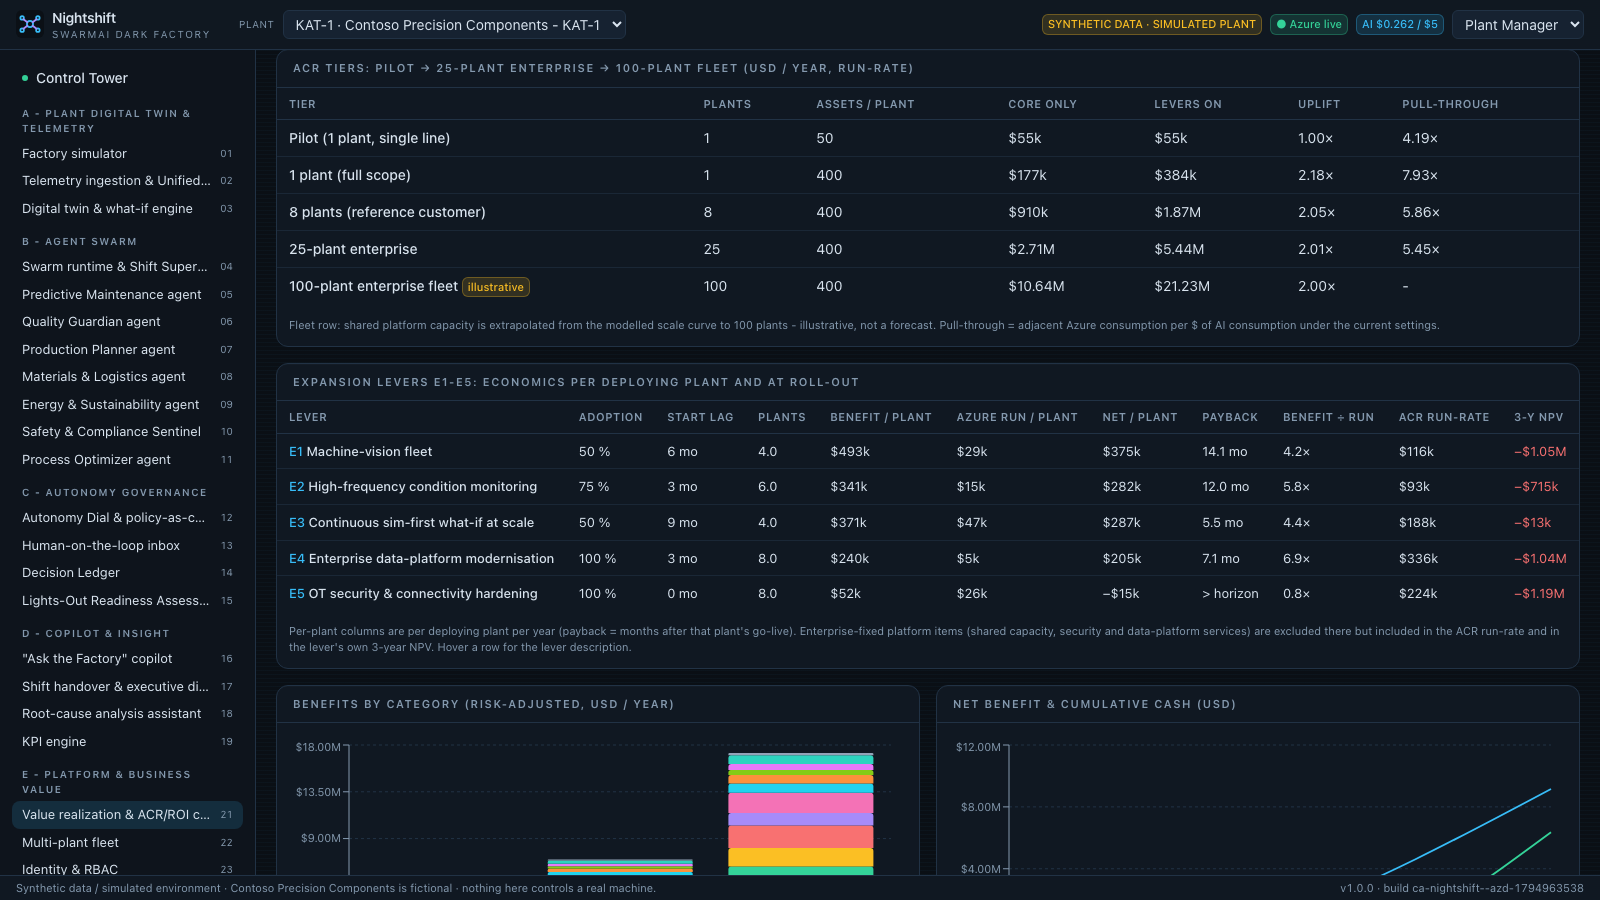 Nightshift
SWARMAI DARK FACTORY
PLANT
KAT-1 · Contoso Precision Components - KAT-1
SYNTHETIC DATA · SIMULATED PLANT
Azure live
AI $0.262 / $5
Plant Manager
Control Tower
A - PLANT DIGITAL TWIN & TELEMETRY
Factory simulator 01
Telemetry ingestion & Unified... 02
Digital twin & what-if engine 03
B - AGENT SWARM
Swarm runtime & Shift Super... 04
Predictive Maintenance agent 05
Quality Guardian agent 06
Production Planner agent 07
Materials & Logistics agent 08
Energy & Sustainability agent 09
Safety & Compliance Sentinel 10
Process Optimizer agent 11
C - AUTONOMY GOVERNANCE
Autonomy Dial & policy-as-c... 12
Human-on-the-loop inbox 13
Decision Ledger 14
Lights-Out Readiness Assess... 15
D - COPILOT & INSIGHT
"Ask the Factory" copilot 16
Shift handover & executive di... 17
Root-cause analysis assistant 18
KPI engine 19
E - PLATFORM & BUSINESS VALUE
Value realization & ACR/ROI c... 21
Multi-plant fleet 22
Identity & RBAC 23
ACR TIERS: PILOT → 25-PLANT ENTERPRISE → 100-PLANT FLEET (USD / YEAR, RUN-RATE)
TIER PLANTS ASSETS / PLANT CORE ONLY LEVERS ON UPLIFT PULL-THROUGH
Pilot (1 plant, single line) 1 50 $55k $55k 1.00× 4.19×
1 plant (full scope) 1 400 $177k $384k 2.18× 7.93×
8 plants (reference customer) 8 400 $910k $1.87M 2.05× 5.86×
25-plant enterprise 25 400 $2.71M $5.44M 2.01× 5.45×
100-plant enterprise fleet illustrative 100 400 $10.64M $21.23M 2.00× -
Fleet row: shared platform capacity is extrapolated from the modelled scale curve to 100 plants - illustrative, not a forecast. Pull-through = adjacent Azure consumption per $ of AI consumption under the current settings.
EXPANSION LEVERS E1-E5: ECONOMICS PER DEPLOYING PLANT AND AT ROLL-OUT
LEVER ADOPTION START LAG PLANTS BENEFIT / PLANT AZURE RUN / PLANT NET / PLANT PAYBACK BENEFIT ÷ RUN ACR RUN-RATE 3-Y NPV
E1 Machine-vision fleet 50 % 6 mo 4.0 $493k $29k $375k 14.1 mo 4.2× $116k −$1.05M
E2 High-frequency condition monitoring 75 % 3 mo 6.0 $341k $15k $282k 12.0 mo 5.8× $93k −$715k
E3 Continuous sim-first what-if at scale 50 % 9 mo 4.0 $371k $47k $287k 5.5 mo 4.4× $188k −$13k
E4 Enterprise data-platform modernisation 100 % 3 mo 8.0 $240k $5k $205k 7.1 mo 6.9× $336k −$1.04M
E5 OT security & connectivity hardening 100 % 0 mo 8.0 $52k $26k −$15k > horizon 0.8× $224k −$1.19M
Per-plant columns are per deploying plant per year (payback = months after that plant's go-live). Enterprise-fixed platform items (shared capacity, security and data-platform services) are excluded there but included in the ACR run-rate and in
the lever's own 3-year NPV. Hover a row for the lever description.
BENEFITS BY CATEGORY (RISK-ADJUSTED, USD / YEAR)
$18.00M
$13.50M
$9.00M
NET BENEFIT & CUMULATIVE CASH (USD)
$12.00M
$8.00M
$4.00M
Synthetic data / simulated environment · Contoso Precision Components is fictional · nothing here controls a real machine.
v1.0.0 · build ca-nightshift--azd-1794963538